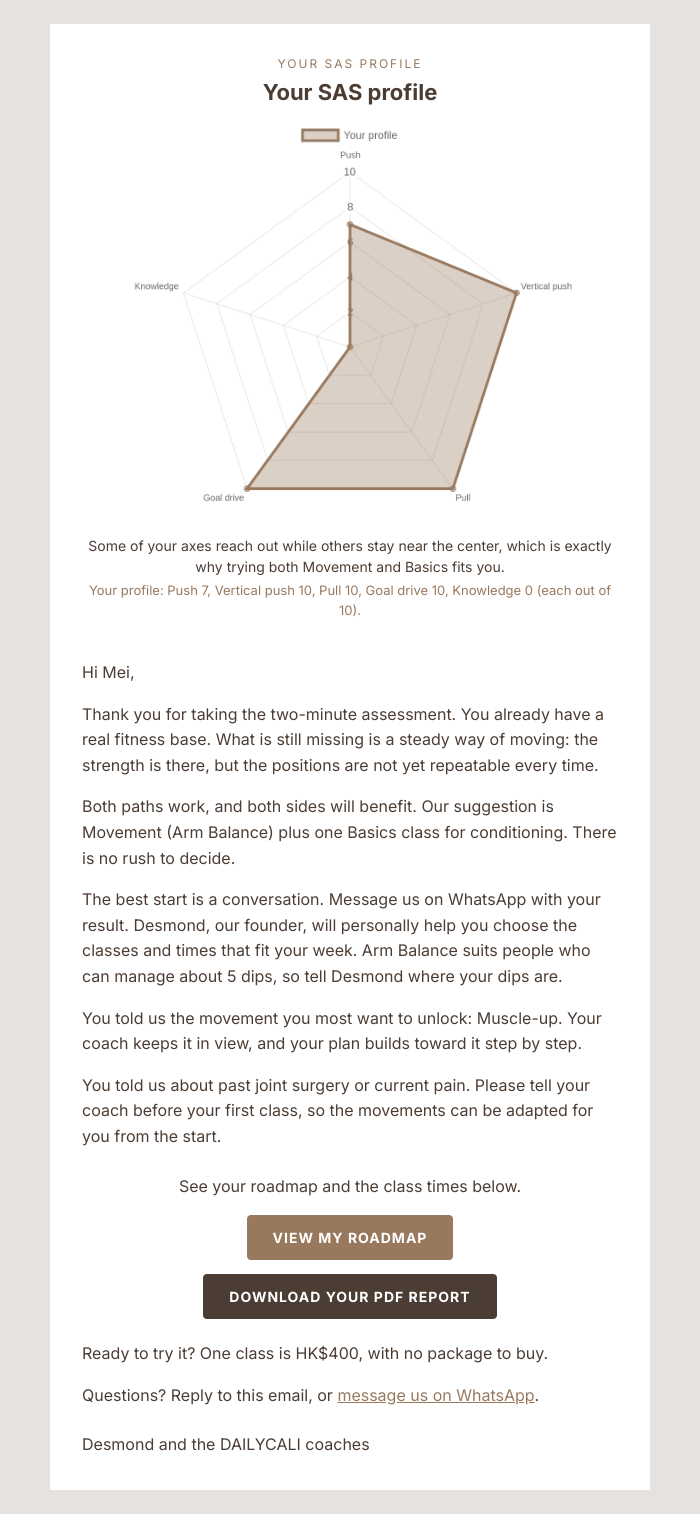 YOUR SAS PROFILE
Your SAS profile
Your profile
Push
10
8
6
4
2
Knowledge
Vertical push
Goal drive
Pull
Some of your axes reach out while others stay near the center, which is exactly
why trying both Movement and Basics fits you.
Your profile: Push 7, Vertical push 10, Pull 10, Goal drive 10, Knowledge 0 (each out of
10).
Hi Mei,
Thank you for taking the two-minute assessment. You already have a
real fitness base. What is still missing is a steady way of moving: the
strength is there, but the positions are not yet repeatable every time.
Both paths work, and both sides will benefit. Our suggestion is
Movement (Arm Balance) plus one Basics class for conditioning. There
is no rush to decide.
The best start is a conversation. Message us on WhatsApp with your
result. Desmond, our founder, will personally help you choose the
classes and times that fit your week. Arm Balance suits people who
can manage about 5 dips, so tell Desmond where your dips are.
You told us the movement you most want to unlock: Muscle-up. Your
coach keeps it in view, and your plan builds toward it step by step.
You told us about past joint surgery or current pain. Please tell your
coach before your first class, so the movements can be adapted for
you from the start.
See your roadmap and the class times below.
VIEW MY ROADMAP
DOWNLOAD YOUR PDF REPORT
Ready to try it? One class is HK$400, with no package to buy.
Questions? Reply to this email, or message us on WhatsApp.
Desmond and the DAILYCALI coaches